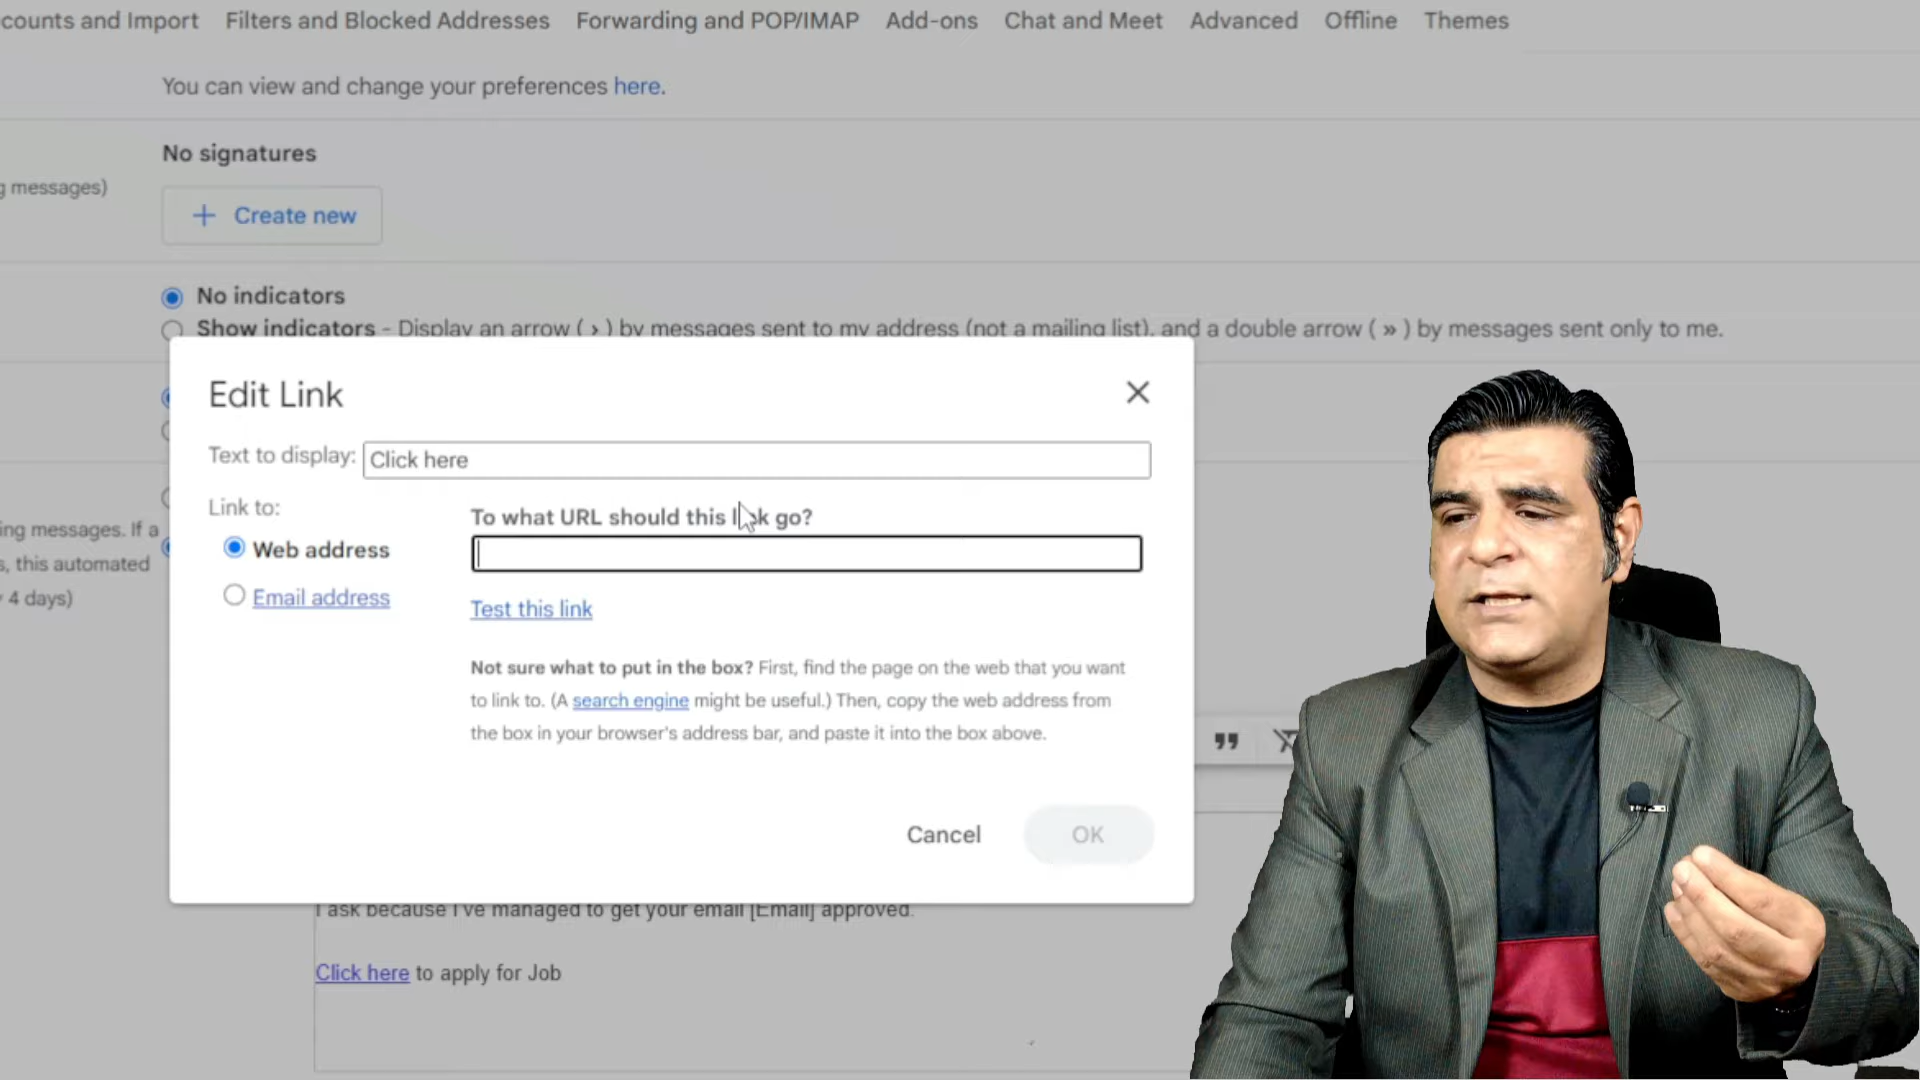 counts and Import Filters and Blocked Addresses Forwarding and POP/IMAP Add-ons Chat and Meet Advanced Offline Themes
You can view and change your preferences here.
No signatures
g messages)
+ Create new
No indicators
Show indicators - Display an arrow ( › ) by messages sent to my address (not a mailing list), and a double arrow ( » ) by messages sent only to me.
Edit Link
Text to display: Click here
Link to:
To what URL should this link go?
ing messages. If a
Web address
s, this automated
4 days)
Email address
Test this link
Not sure what to put in the box? First, find the page on the web that you want
to link to. (A search engine might be useful.) Then, copy the web address from
the box in your browser's address bar, and paste it into the box above.
Cancel OK
I ask because I've managed to get your email [Email] approved.
Click here to apply for Job